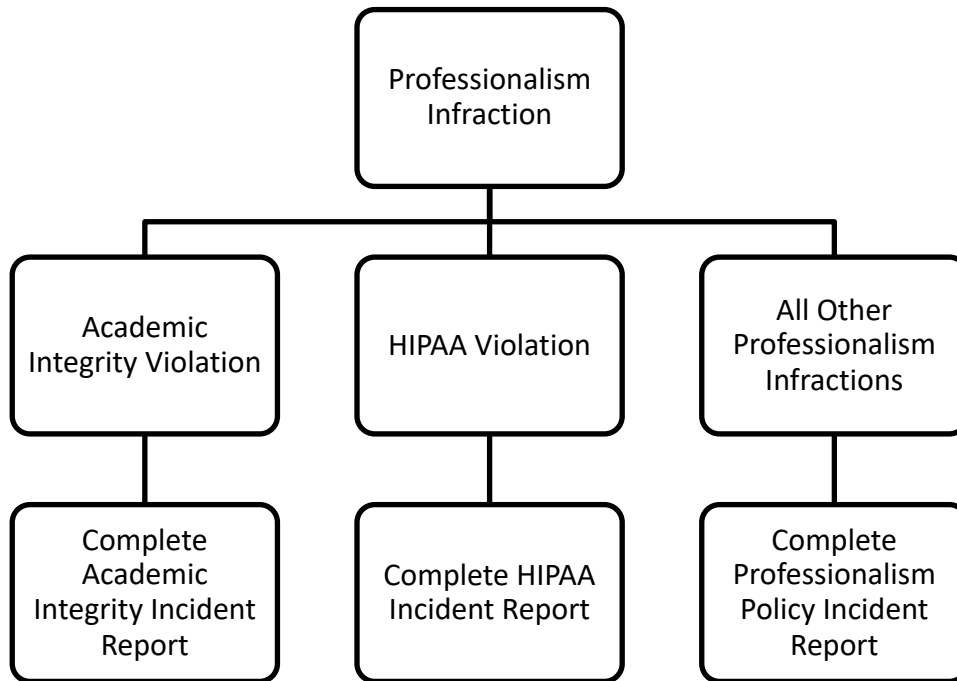 Professionalism
Infraction
Academic
Integrity Violation
HIPAA Violation
All Other
Professionalism
Infractions
Complete
Academic
Integrity Incident
Report
Complete HIPAA
Incident Report
Complete
Professionalism
Policy Incident
Report